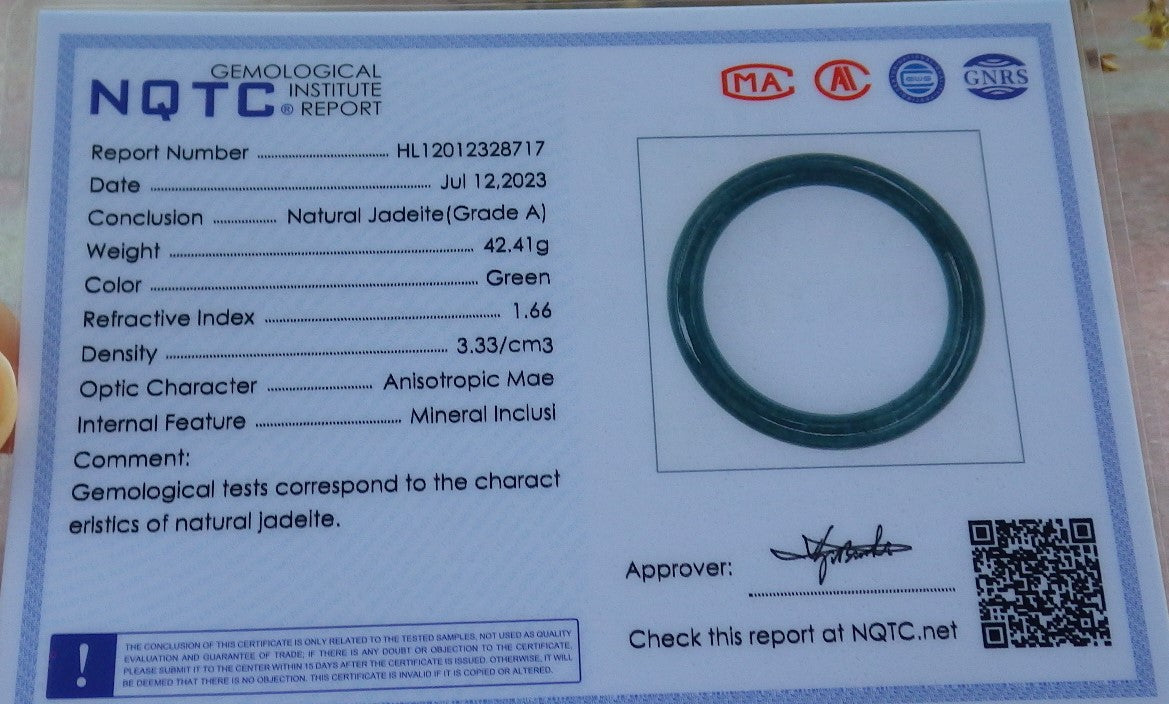 NQTC® GEMOLOGICAL INSTITUTE REPORT
CMA
CAL
GNRS
Report Number HL12012328717
Date Jul 12,2023
Conclusion Natural Jadeite(Grade A)
Weight 42.41g
Color Green
Refractive Index 1.66
Density 3.33/cm3
Optic Character Anisotropic Mae
Internal Feature Mineral Inclusi
Comment:
Gemological tests correspond to the charact
eristics of natural jadeite.
Approver:
Check this report at NQTC.net
! THE CONCLUSION OF THIS CERTIFICATE IS ONLY RELATED TO THE TESTED SAMPLES, NOT USED AS QUALITY
EVALUATION AND GUARANTEE OF TRADE; IF THERE IS ANY DOUBT OR OBJECTION TO THE CERTIFICATE,
PLEASE SUBMIT IT TO THE CENTER WITHIN 15 DAYS AFTER THE CERTIFICATE IS ISSUED. OTHERWISE, IT WILL
BE DEEMED THAT THERE IS NO OBJECTION. THIS CERTIFICATE IS INVALID IF IT IS COPIED OR ALTERED.